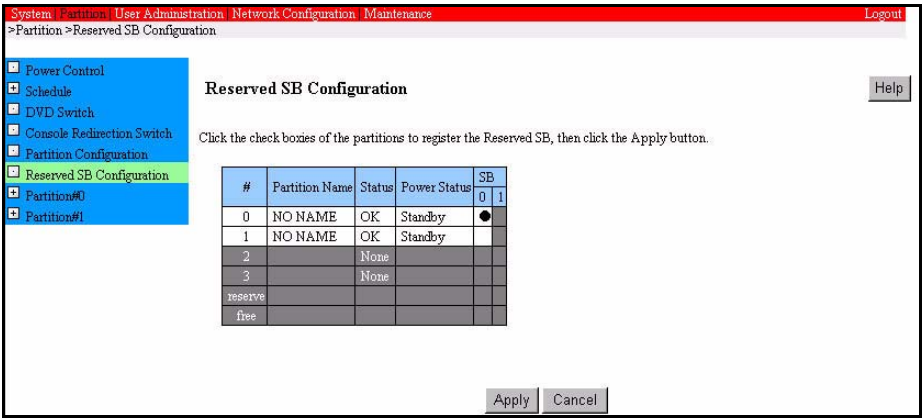 System Partition User Administration Network Configuration Maintenance Logout
>Partition >Reserved SB Configuration
Power Control
Schedule
DVD Switch
Console Redirection Switch
Partition Configuration
Reserved SB Configuration
Partition#0
Partition#1
Reserved SB Configuration
Help
Click the check boxies of the partitions to register the Reserved SB, then click the Apply button.
# Partition Name Status Power Status SB
0 1
0 NO NAME OK Standby ●
1 NO NAME OK Standby
2 None
3 None
reserve
free
Apply Cancel